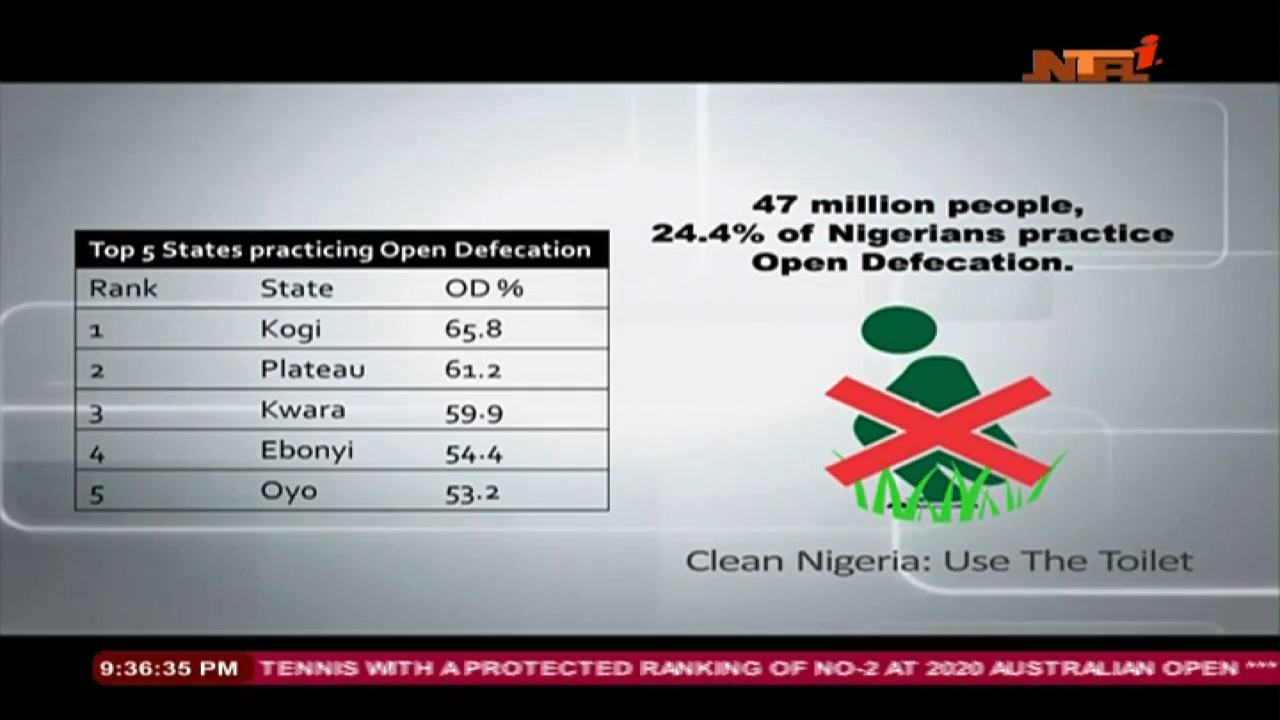 NTAi
Top 5 States practicing Open Defecation
Rank State OD %
1 Kogi 65.8
2 Plateau 61.2
3 Kwara 59.9
4 Ebonyi 54.4
5 Oyo 53.2
47 million people,
24.4% of Nigerians practice
Open Defecation.
Clean Nigeria: Use The Toilet
9:36:35 PM TENNIS WITH A PROTECTED RANKING OF NO-2 AT 2020 AUSTRALIAN OPEN ***